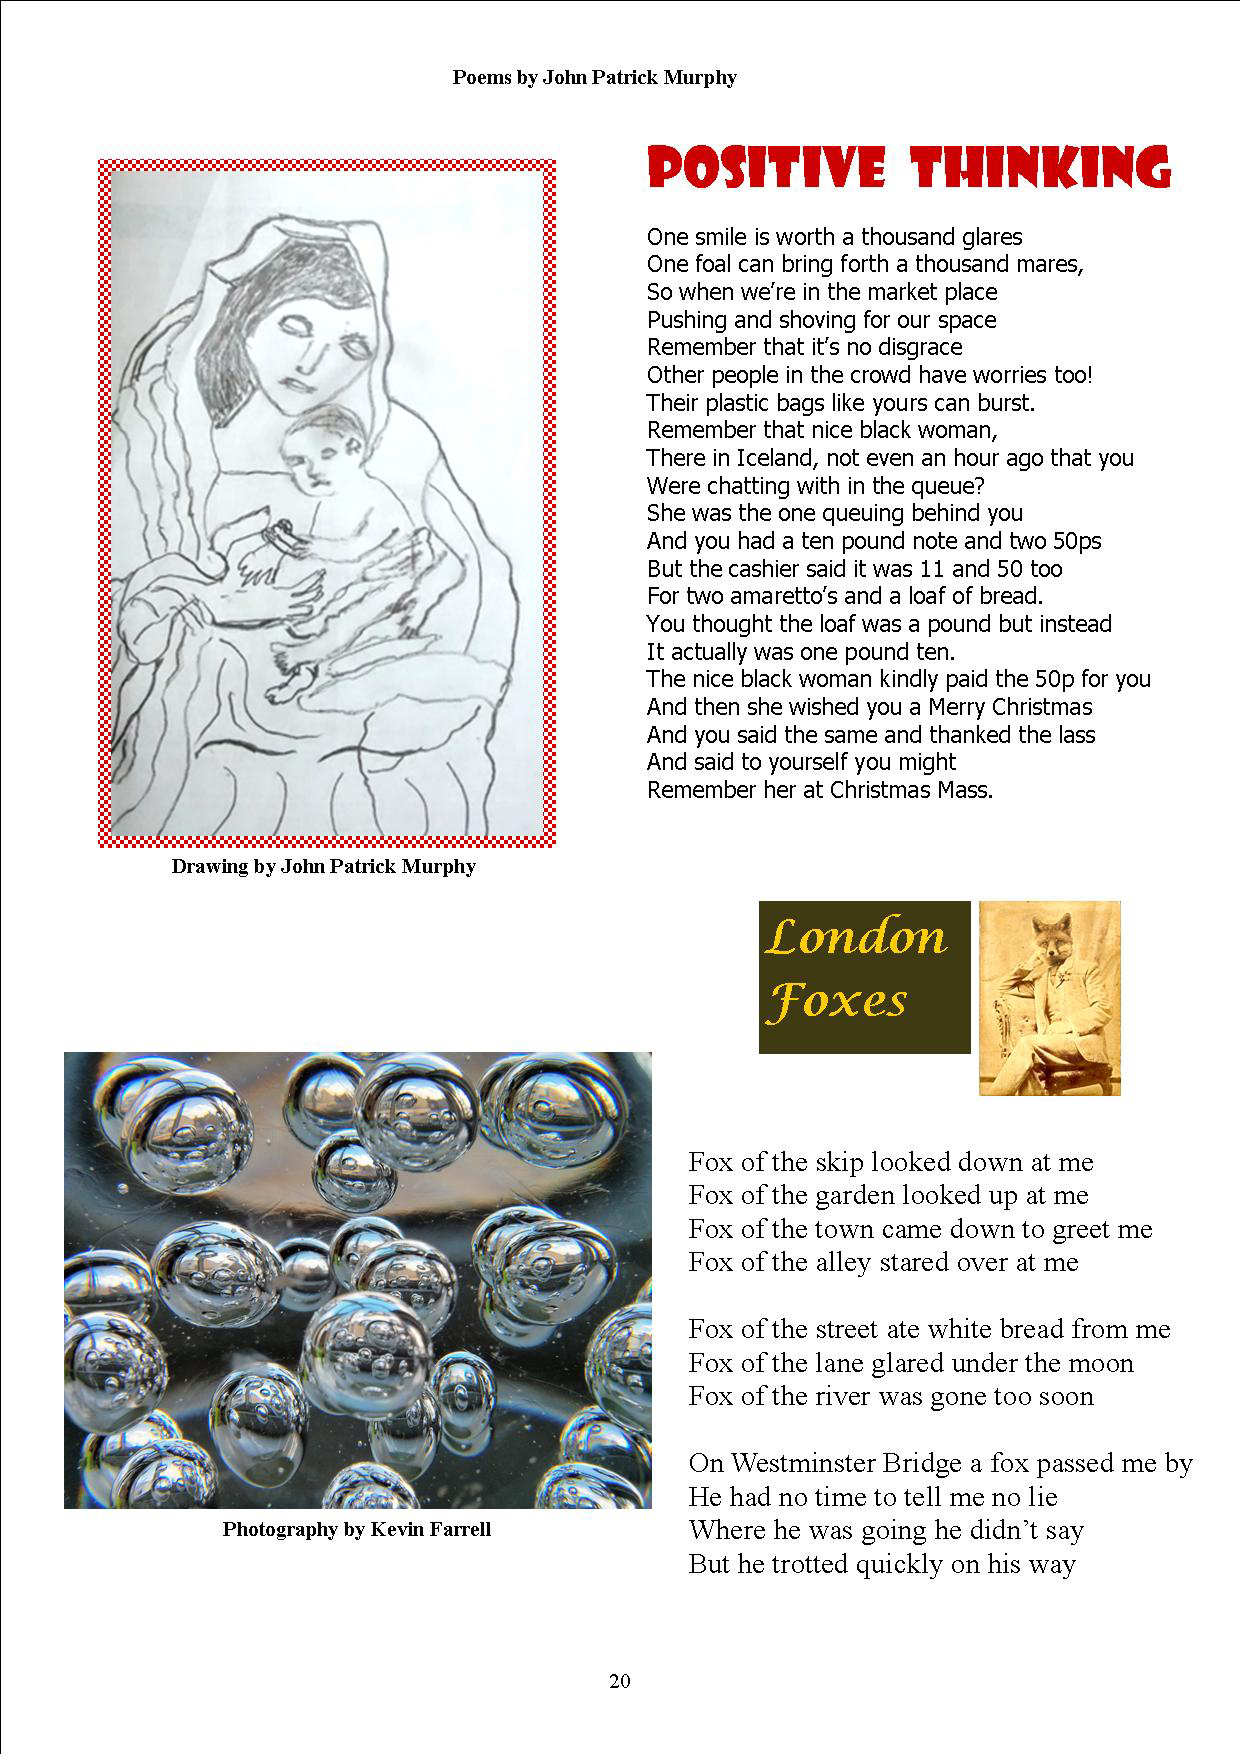 Poems by John Patrick Murphy
POSITIVE THINKING
One smile is worth a thousand glares
One foal can bring forth a thousand mares,
So when we're in the market place
Pushing and shoving for our space
Remember that it's no disgrace
Other people in the crowd have worries too!
Their plastic bags like yours can burst.
Remember that nice black woman,
There in Iceland, not even an hour ago that you
Were chatting with in the queue?
She was the one queuing behind you
And you had a ten pound note and two 50ps
But the cashier said it was 11 and 50 too
For two amaretto's and a loaf of bread.
You thought the loaf was a pound but instead
It actually was one pound ten.
The nice black woman kindly paid the 50p for you
And then she wished you a Merry Christmas
And you said the same and thanked the lass
And said to yourself you might
Remember her at Christmas Mass.
Drawing by John Patrick Murphy
London
Foxes
Fox of the skip looked down at me
Fox of the garden looked up at me
Fox of the town came down to greet me
Fox of the alley stared over at me
Fox of the street ate white bread from me
Fox of the lane glared under the moon
Fox of the river was gone too soon
On Westminster Bridge a fox passed me by
He had no time to tell me no lie
Where he was going he didn't say
But he trotted quickly on his way
Photography by Kevin Farrell
20